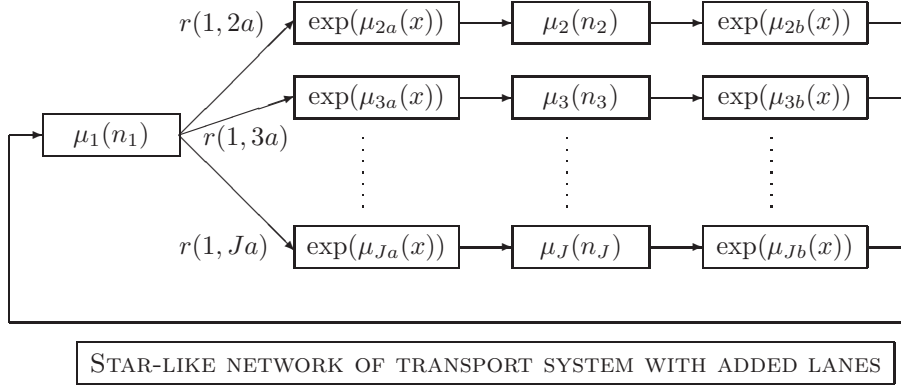 r(1, 2a)
exp(μ_{2a}(x))
μ_2(n_2)
exp(μ_{2b}(x))
exp(μ_{3a}(x))
μ_3(n_3)
exp(μ_{3b}(x))
μ_1(n_1)
r(1, 3a)
r(1, Ja)
exp(μ_{Ja}(x))
μ_J(n_J)
exp(μ_{Jb}(x))
STAR-LIKE NETWORK OF TRANSPORT SYSTEM WITH ADDED LANES